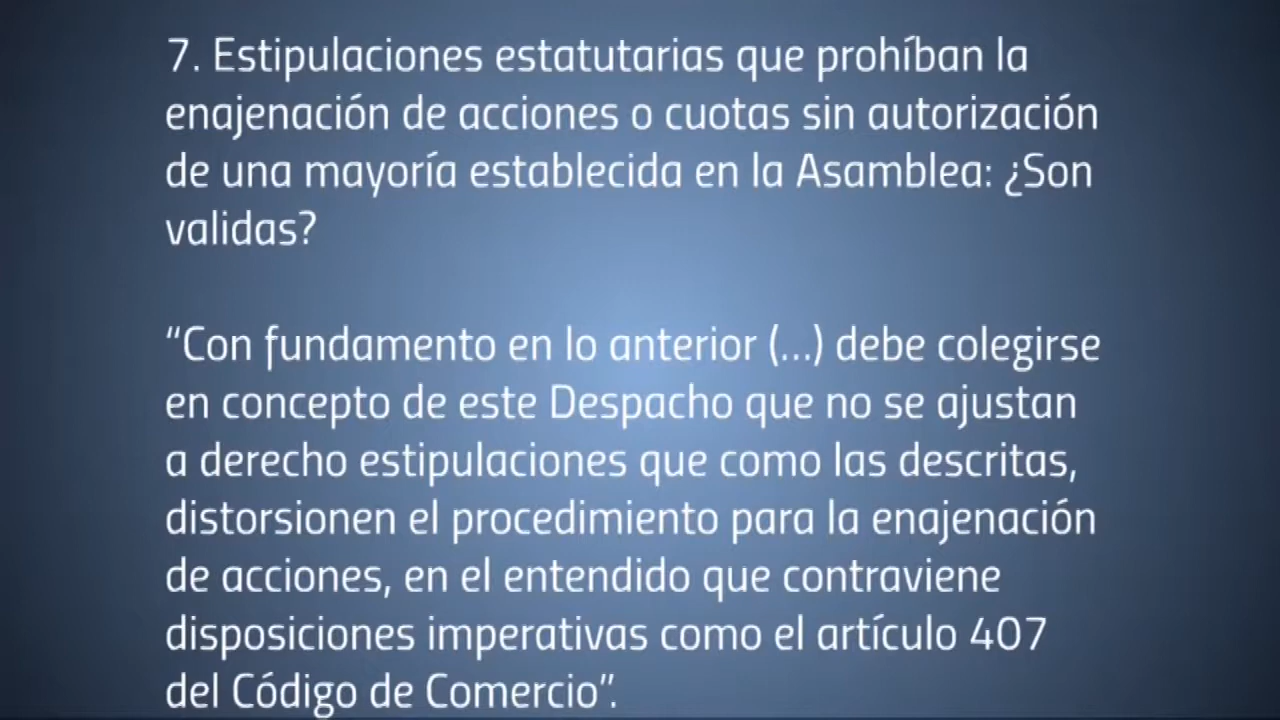 7. Estipulaciones estatutarias que prohíban la
enajenación de acciones o cuotas sin autorización
de una mayoría establecida en la Asamblea: ¿Son
validas?
“Con fundamento en lo anterior (...) debe colegirse
en concepto de este Despacho que no se ajustan
a derecho estipulaciones que como las descritas,
distorsionen el procedimiento para la enajenación
de acciones, en el entendido que contraviene
disposiciones imperativas como el artículo 407
del Código de Comercio”.